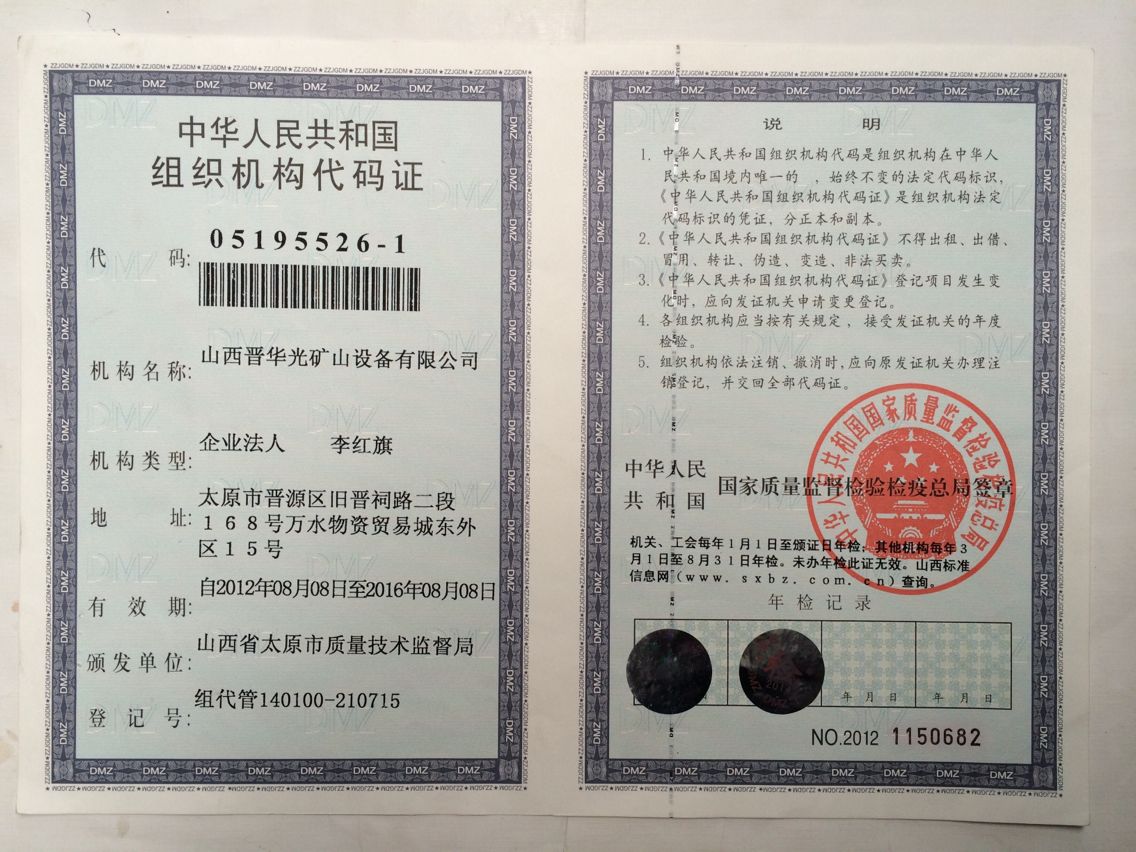 中华人民共和国
组织机构代码证
代 码: 05195526-1
机构名称: 山西晋华光矿山设备有限公司
机构类型: 企业法人 李红旗
地 址: 太原市晋源区旧晋祠路二段
168号万水物资贸易城东外
区15号
有 效 期: 自2012年08月08日至2016年08月08日
颁发单位: 山西省太原市质量技术监督局
登 记 号: 组代管140100-210715
说 明
1. 中华人民共和国组织机构代码是组织机构在中华人
民共和国境内唯一的 ,始终不变的法定代码标识,
《中华人民共和国组织机构代码证》是组织机构法定
代码标识的凭证,分正本和副本。
2.《中华人民共和国组织机构代码证》不得出租、出借、
冒用、转让、伪造、变造、非法买卖。
3.《中华人民共和国组织机构代码证》登记项目发生变
化时,应向发证机关申请变更登记。
4. 各组织机构应当按有关规定,接受发证机关的年度
检验。
5. 组织机构依法注销、撤消时,应向原发证机关办理注
销登记,并交回全部代码证。
中华人民
共和国 国家质量监督检验检疫总局签章
中华人民共和国国家质量监督检验检疫总局
机关、工会每年1月1日至颁证日年检;其他机构每年3
月1日至8月31日年检。未办年检此证无效。山西标准
信息网(www.sxbz.com.cn)查询。
年检记录
年 月 日 年 月 日
NO.2012 1150682